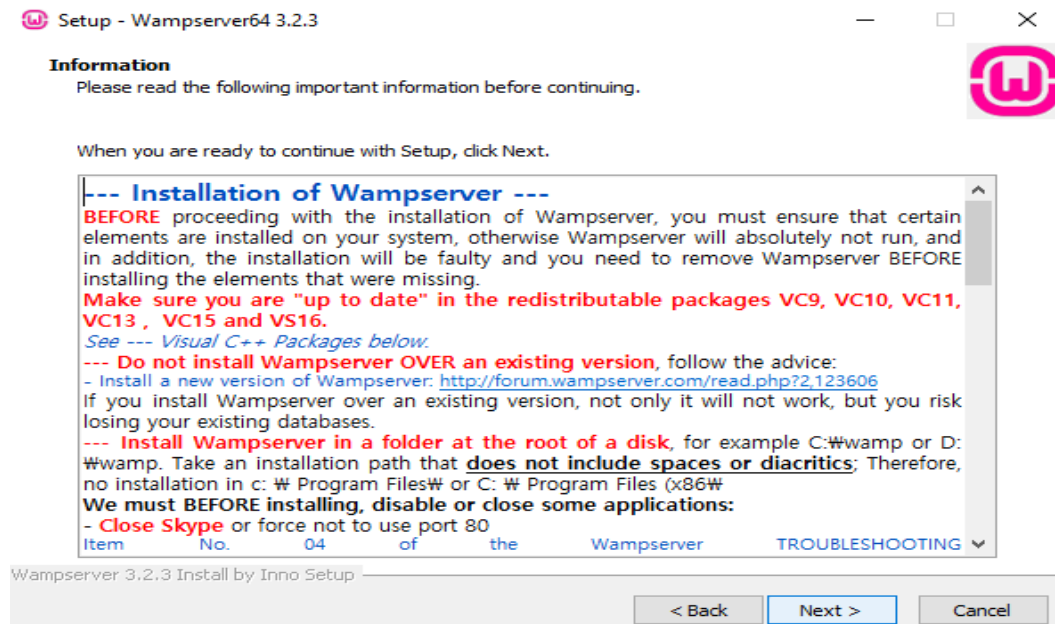 Setup - Wampserver64 3.2.3
Information
Please read the following important information before continuing.
When you are ready to continue with Setup, click Next.
--- Installation of Wampserver ---
BEFORE proceeding with the installation of Wampserver, you must ensure that certain
elements are installed on your system, otherwise Wampserver will absolutely not run, and
in addition, the installation will be faulty and you need to remove Wampserver BEFORE
installing the elements that were missing.
Make sure you are "up to date" in the redistributable packages VC9, VC10, VC11,
VC13 , VC15 and VS16.
See --- Visual C++ Packages below.
--- Do not install Wampserver OVER an existing version, follow the advice:
- Install a new version of Wampserver: http://forum.wampserver.com/read.php?2,123606
If you install Wampserver over an existing version, not only it will not work, but you risk
losing your existing databases.
--- Install Wampserver in a folder at the root of a disk, for example C:₩wamp or D:
₩wamp. Take an installation path that does not include spaces or diacritics; Therefore,
no installation in c: ₩ Program Files₩ or C: ₩ Program Files (x86₩
We must BEFORE installing, disable or close some applications:
- Close Skype or force not to use port 80
Item No. 04 of the Wampserver TROUBLESHOOTING
Wampserver 3.2.3 Install by Inno Setup
< Back Next > Cancel